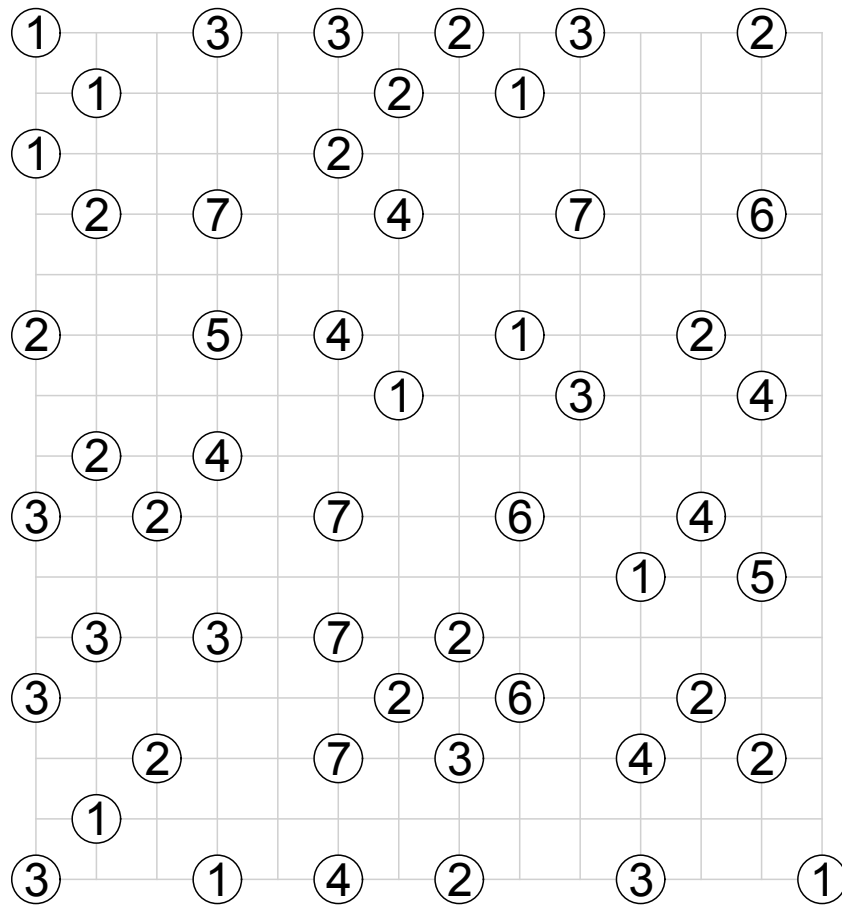 1 3 3 2 3 2
1 2 1
1 2
2 7 4 7 6
2 5 4 1 2
1 3 4
2 4
3 2 7 6 4
1 5
3 3 7 2
3 2 6 2
2 7 3 4 2
1
3 1 4 2 3 1